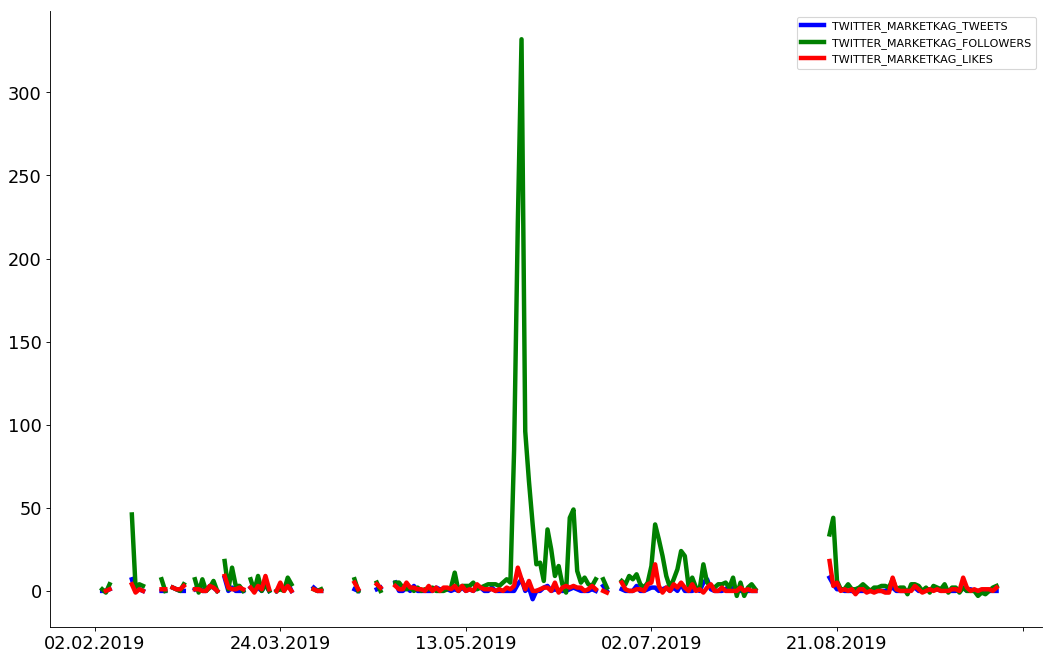 TWITTER_MARKETKAG_TWEETS
TWITTER_MARKETKAG_FOLLOWERS
TWITTER_MARKETKAG_LIKES
300
250
200
150
100
50
0
02.02.2019 24.03.2019 13.05.2019 02.07.2019 21.08.2019